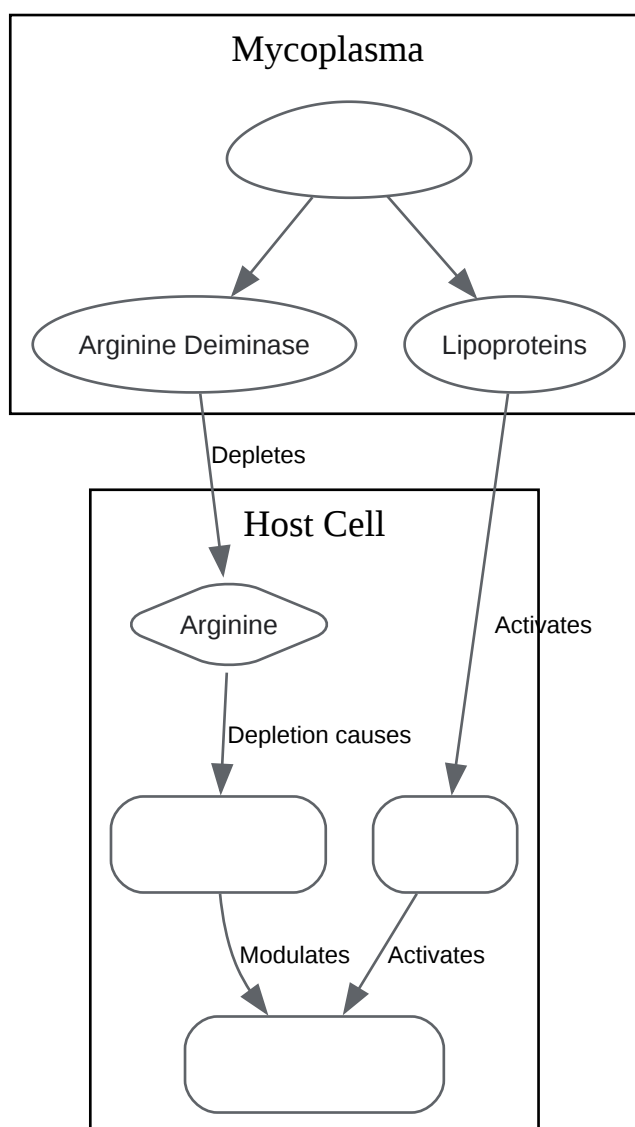 Mycoplasma
Arginine Deiminase
Lipoproteins
Depletes
Host Cell
Arginine
Activates
Depletion causes
Modulates
Activates